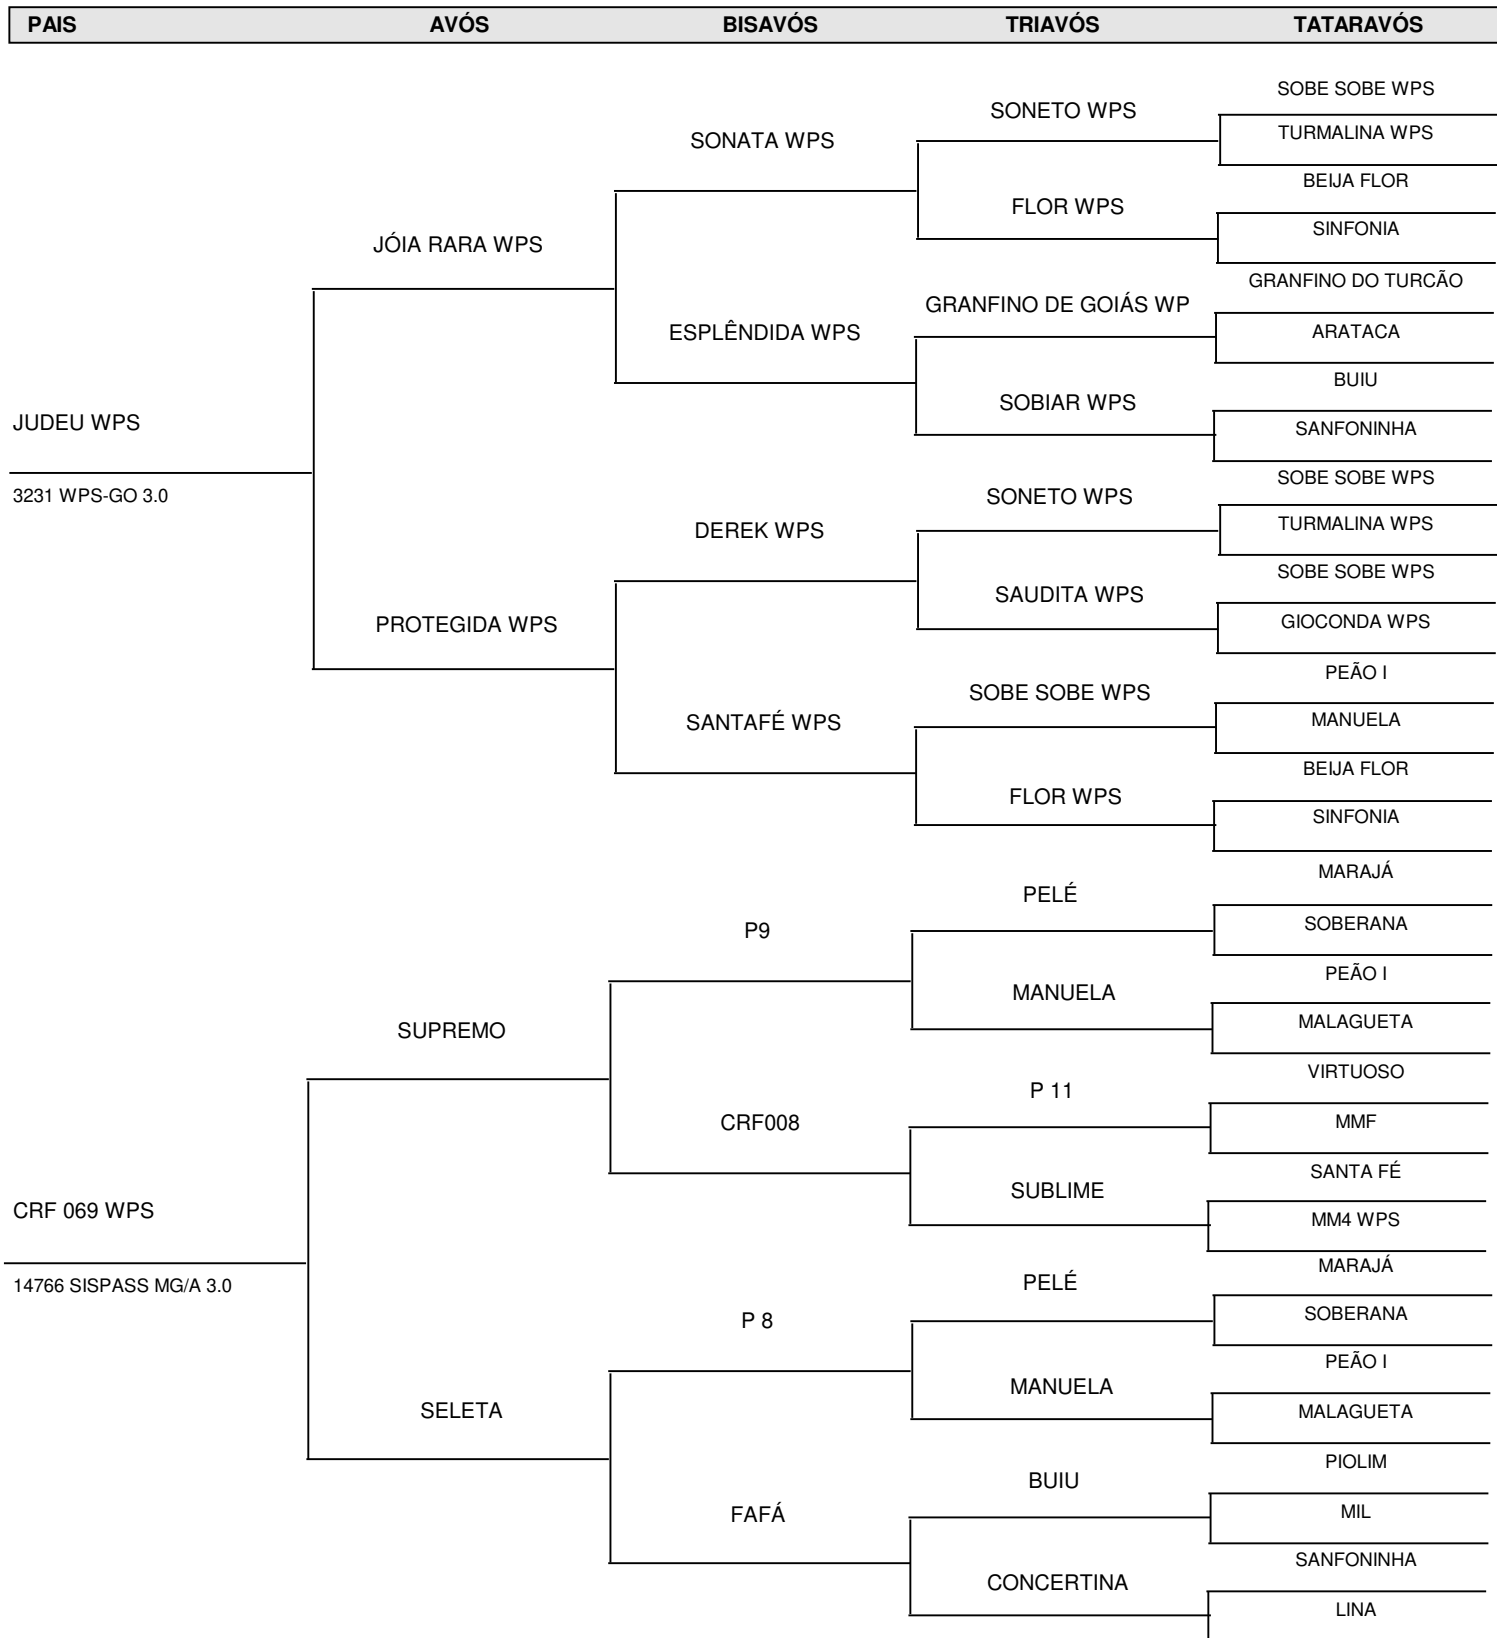 PAIS AVÓS BISAVÓS TRIAVÓS TATARAVÓS
SOBE SOBE WPS
SONETO WPS
TURMALINA WPS
SONATA WPS
BEIJA FLOR
FLOR WPS
SINFONIA
JÓIA RARA WPS
GRANFINO DO TURCÃO
GRANFINO DE GOIÁS WP
ARATACA
ESPLÊNDIDA WPS
BUIU
SOBIAR WPS
SANFONINHA
JUDEU WPS
3231 WPS-GO 3.0
SOBE SOBE WPS
SONETO WPS
TURMALINA WPS
DEREK WPS
SOBE SOBE WPS
SAUDITA WPS
GIOCONDA WPS
PROTEGIDA WPS
PEÃO I
SOBE SOBE WPS
MANUELA
SANTAFÉ WPS
BEIJA FLOR
FLOR WPS
SINFONIA
MARAJÁ
PELÉ
SOBERANA
P9
PEÃO I
MANUELA
MALAGUETA
SUPREMO
VIRTUOSO
P 11
MMF
CRF008
SANTA FÉ
SUBLIME
MM4 WPS
CRF 069 WPS
14766 SISPASS MG/A 3.0
MARAJÁ
PELÉ
SOBERANA
P 8
PEÃO I
MANUELA
MALAGUETA
SELETA
PIOLIM
BUIU
MIL
FAFÁ
SANFONINHA
CONCERTINA
LINA